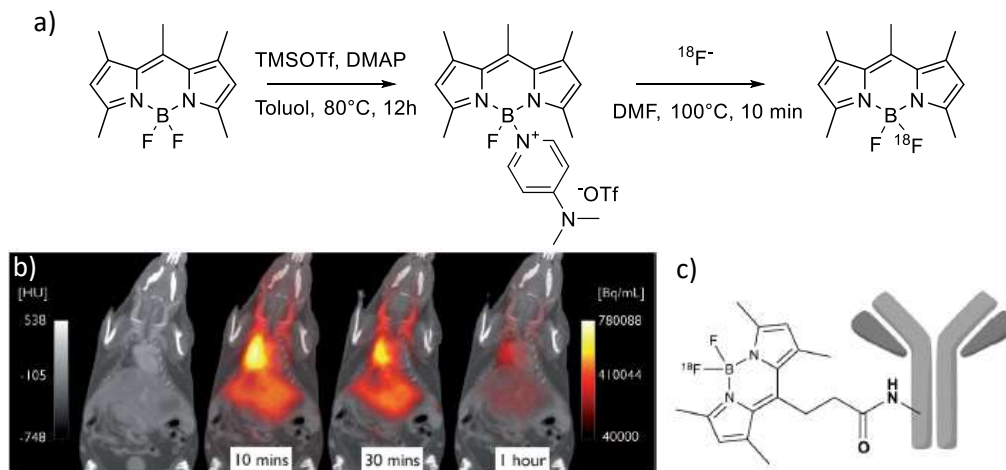 a)
TMSOTf, DMAP
Toluol, 80°C, 12h
¹⁸F⁻
DMF, 100°C, 10 min
N N
B
F F
N N
B
F N⁺
⁻OTf
N
N N
B
F ¹⁸F
b)
[HU]
538
-105
-748
10 mins
30 mins
1 hour
[Bq/mL]
780088
410044
40000
c)
F
¹⁸F
B
N
N
H
N
O